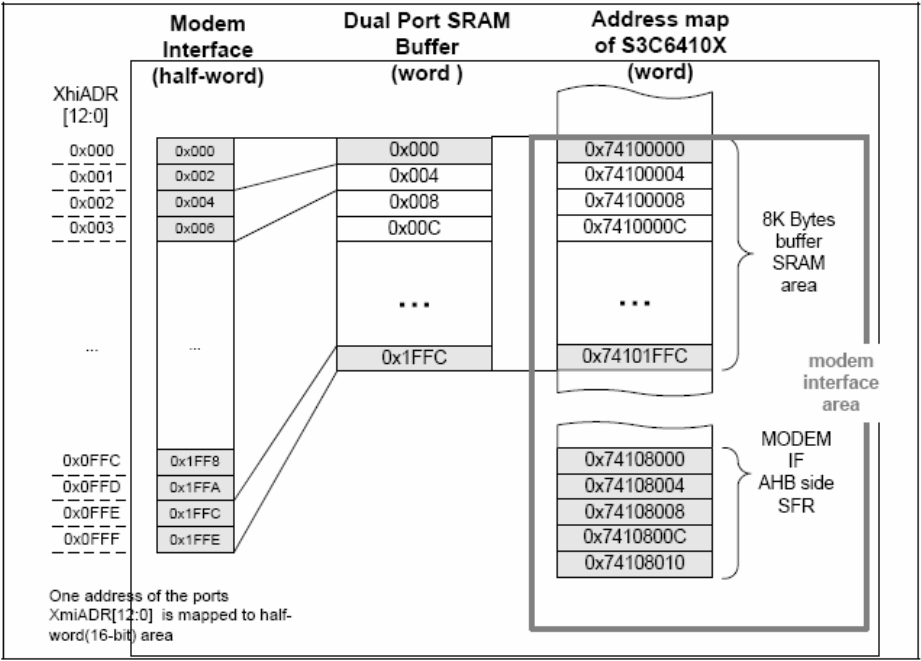 Modem
Interface
(half-word)
Dual Port SRAM
Buffer
(word )
Address map
of S3C6410X
(word)
XhiADR
[12:0]
0x000
0x001
0x002
0x003
...
0x0FFC
0x0FFD
0x0FFE
0x0FFF
0x000
0x002
0x004
0x006
...
0x1FF8
0x1FFA
0x1FFC
0x1FFE
0x000
0x004
0x008
0x00C
...
0x1FFC
0x74100000
0x74100004
0x74100008
0x7410000C
...
0x74101FFC
0x74108000
0x74108004
0x74108008
0x7410800C
0x74108010
8K Bytes
buffer
SRAM
area
modem
interface
area
MODEM
IF
AHB side
SFR
One address of the ports
XmiADR[12:0] is mapped to half-
word(16-bit) area